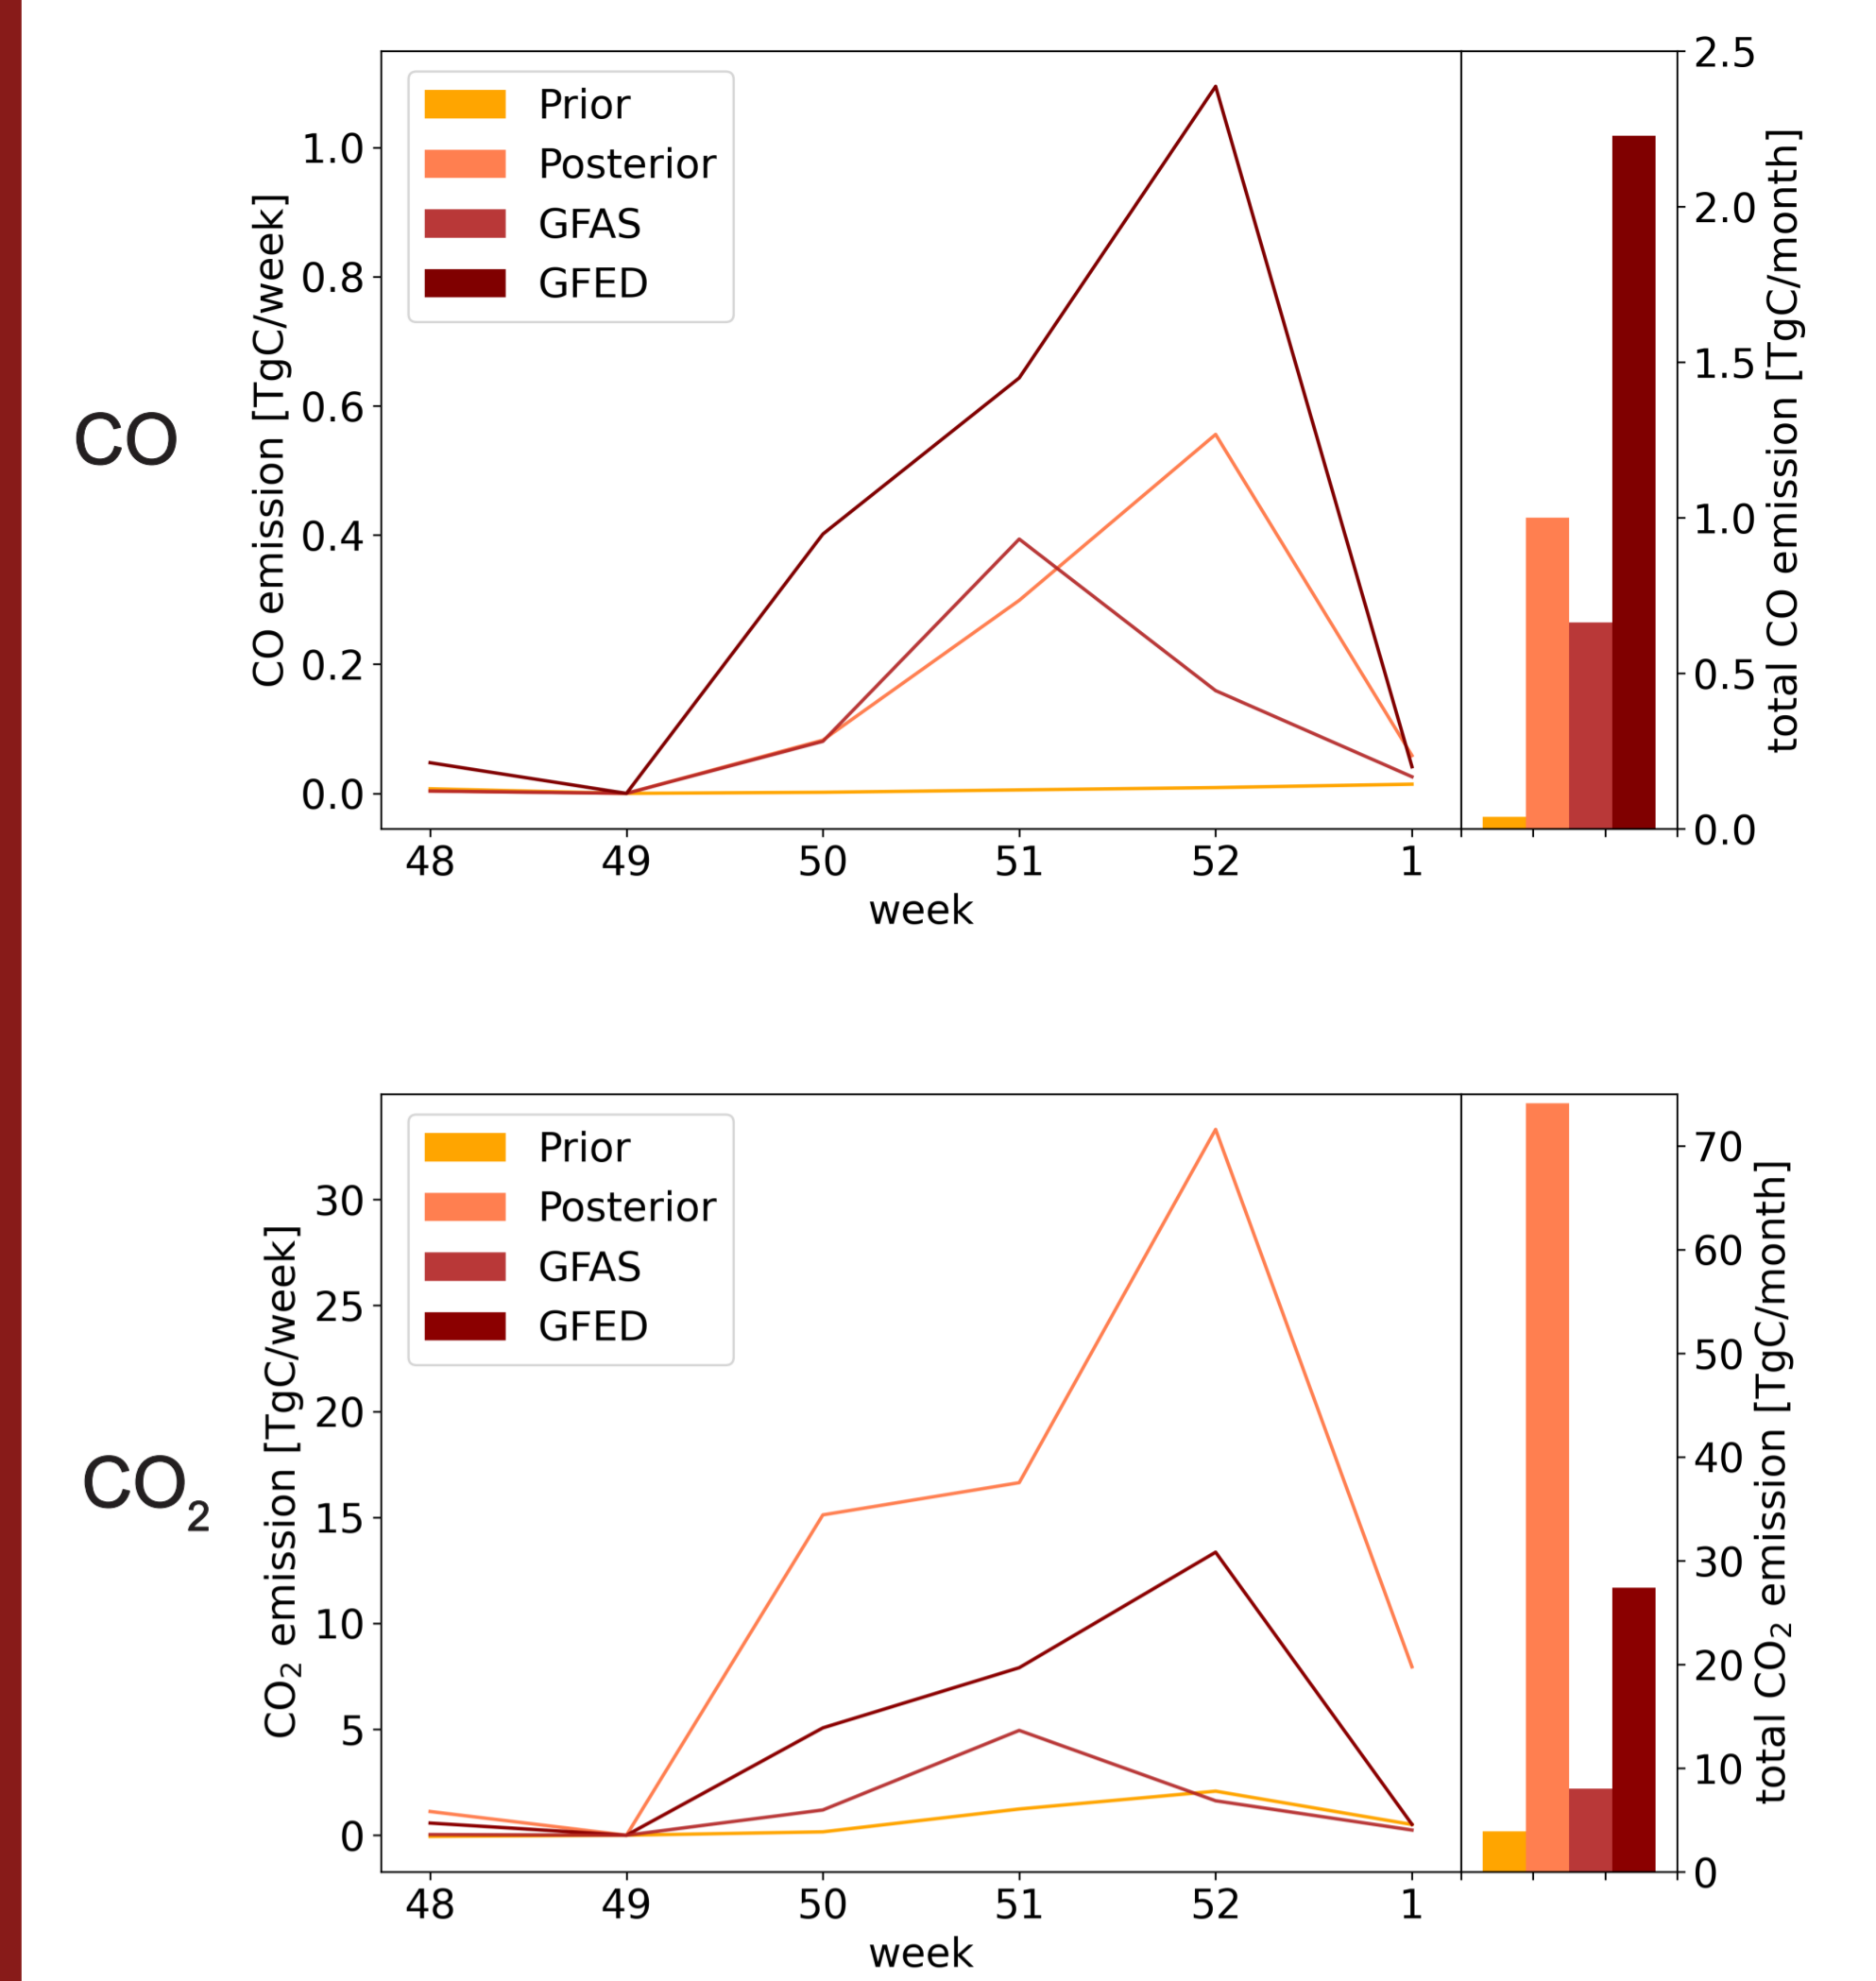 CO
CO emission [TgC/week]
1.0
0.8
0.6
0.4
0.2
0.0
Prior
Posterior
GFAS
GFED
48 49 50 51 52 1
week
2.5
2.0
1.5
1.0
0.5
0.0
total CO emission [TgC/month]
CO₂
CO₂ emission [TgC/week]
30
25
20
15
10
5
0
Prior
Posterior
GFAS
GFED
48 49 50 51 52 1
week
70
60
50
40
30
20
10
0
total CO₂ emission [TgC/month]